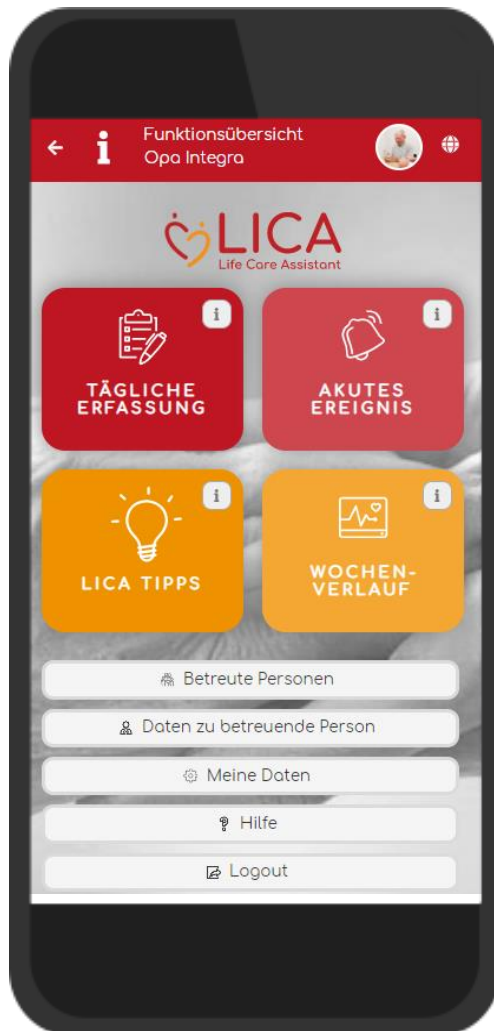 Funktionsübersicht
Opa Integra
LICA
Life Care Assistant
i
i
TÄGLICHE
ERFASSUNG
AKUTES
EREIGNIS
i
i
LICA TIPPS
WOCHEN-
VERLAUF
Betreute Personen
Daten zu betreuende Person
Meine Daten
? Hilfe
Logout